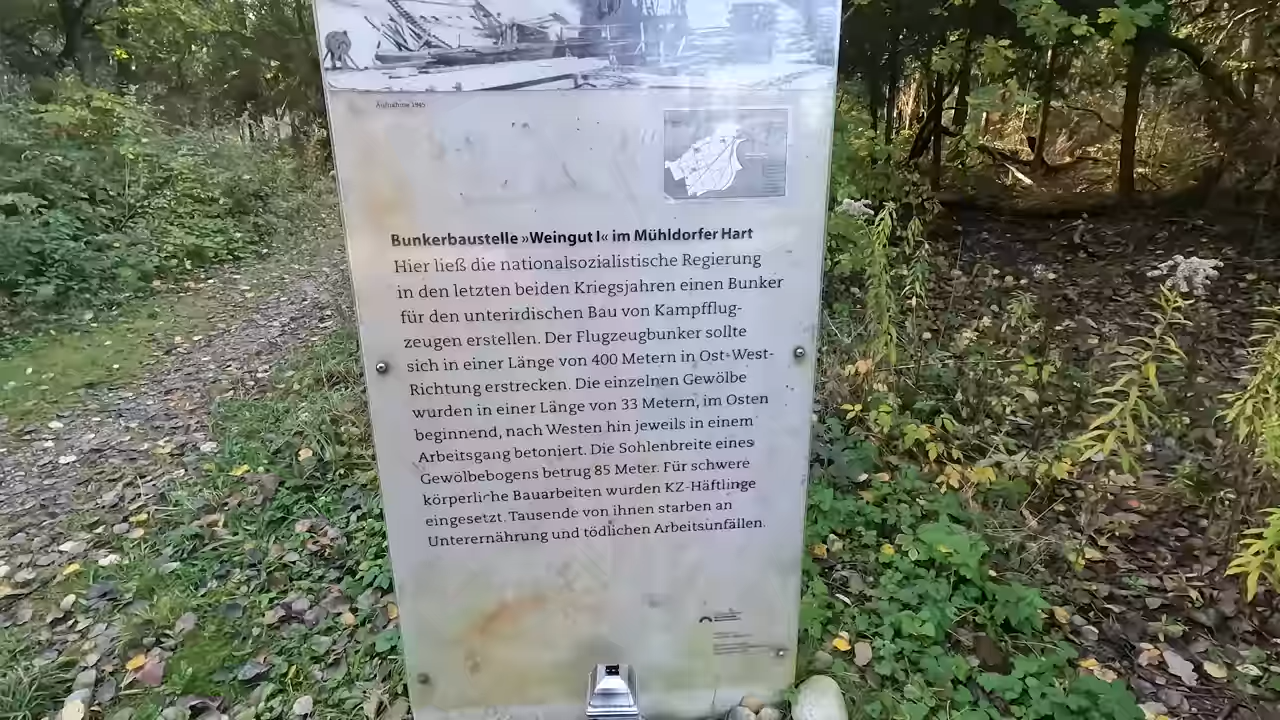 Aufnahme 1945
Bunkerbaustelle »Weingut I« im Mühldorfer Hart
Hier ließ die nationalsozialistische Regierung
in den letzten beiden Kriegsjahren einen Bunker
für den unterirdischen Bau von Kampfflug-
zeugen erstellen. Der Flugzeugbunker sollte
sich in einer Länge von 400 Metern in Ost-West-
Richtung erstrecken. Die einzelnen Gewölbe
wurden in einer Länge von 33 Metern, im Osten
beginnend, nach Westen hin jeweils in einem
Arbeitsgang betoniert. Die Sohlenbreite eines
Gewölbebogens betrug 85 Meter. Für schwere
körperliche Bauarbeiten wurden KZ-Häftlinge
eingesetzt. Tausende von ihnen starben an
Unterernährung und tödlichen Arbeitsunfällen.